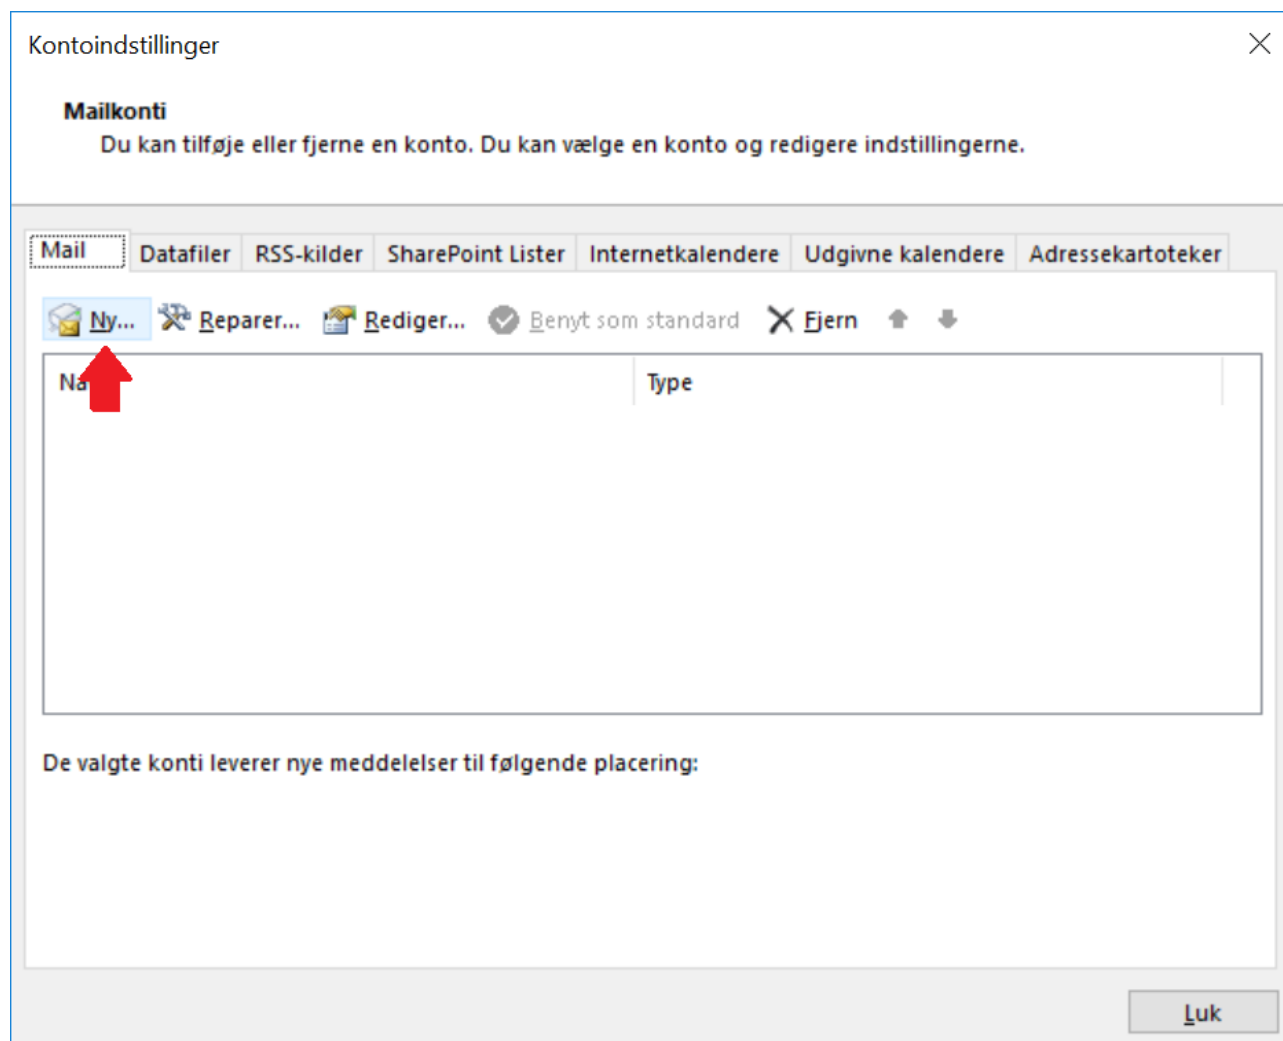 Kontoindstillinger
Mailkonti
Du kan tilføje eller fjerne en konto. Du kan vælge en konto og redigere indstillingerne.
Mail Datafiler RSS-kilder SharePoint Lister Internetkalendere Udgivne kalendere Adressekartoteker
Ny... Reparer... Rediger... Benyt som standard Fjern
Type
De valgte konti leverer nye meddelelser til følgende placering:
Luk